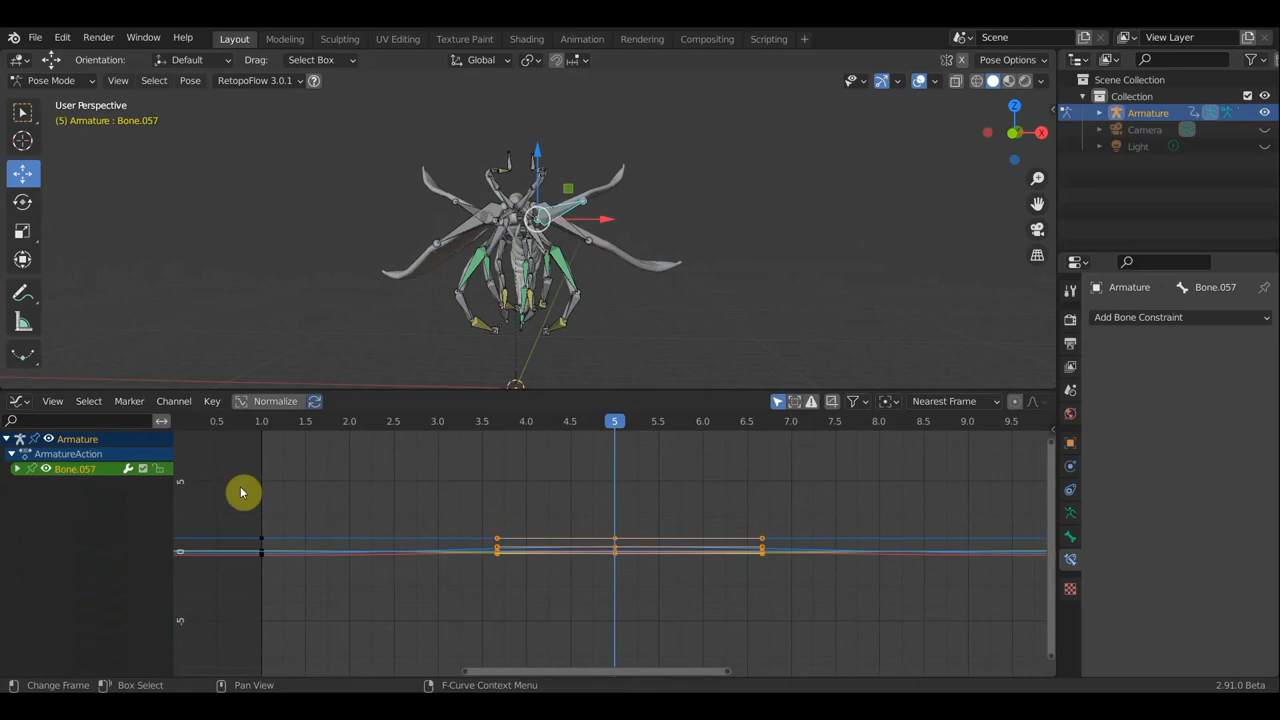 File Edit Render Window Help Layout Modeling Sculpting UV Editing Texture Paint Shading Animation Rendering Compositing Scripting + Scene View Layer
Orientation: Default Drag: Select Box Global X Pose Options
Pose Mode View Select Pose RetopoFlow 3.0.1 ?
Scene Collection
Collection
Armature
Camera
Light
User Perspective
(5) Armature : Bone.057
Z
X
Armature Bone.057
Add Bone Constraint
View Select Marker Channel Key Normalize Nearest Frame
0.5 1.0 1.5 2.0 2.5 3.0 3.5 4.0 4.5 5 5.5 6.0 6.5 7.0 7.5 8.0 8.5 9.0 9.5
Armature
ArmatureAction
Bone.057
5
0
-5
Change Frame Box Select Pan View F-Curve Context Menu 2.91.0 Beta